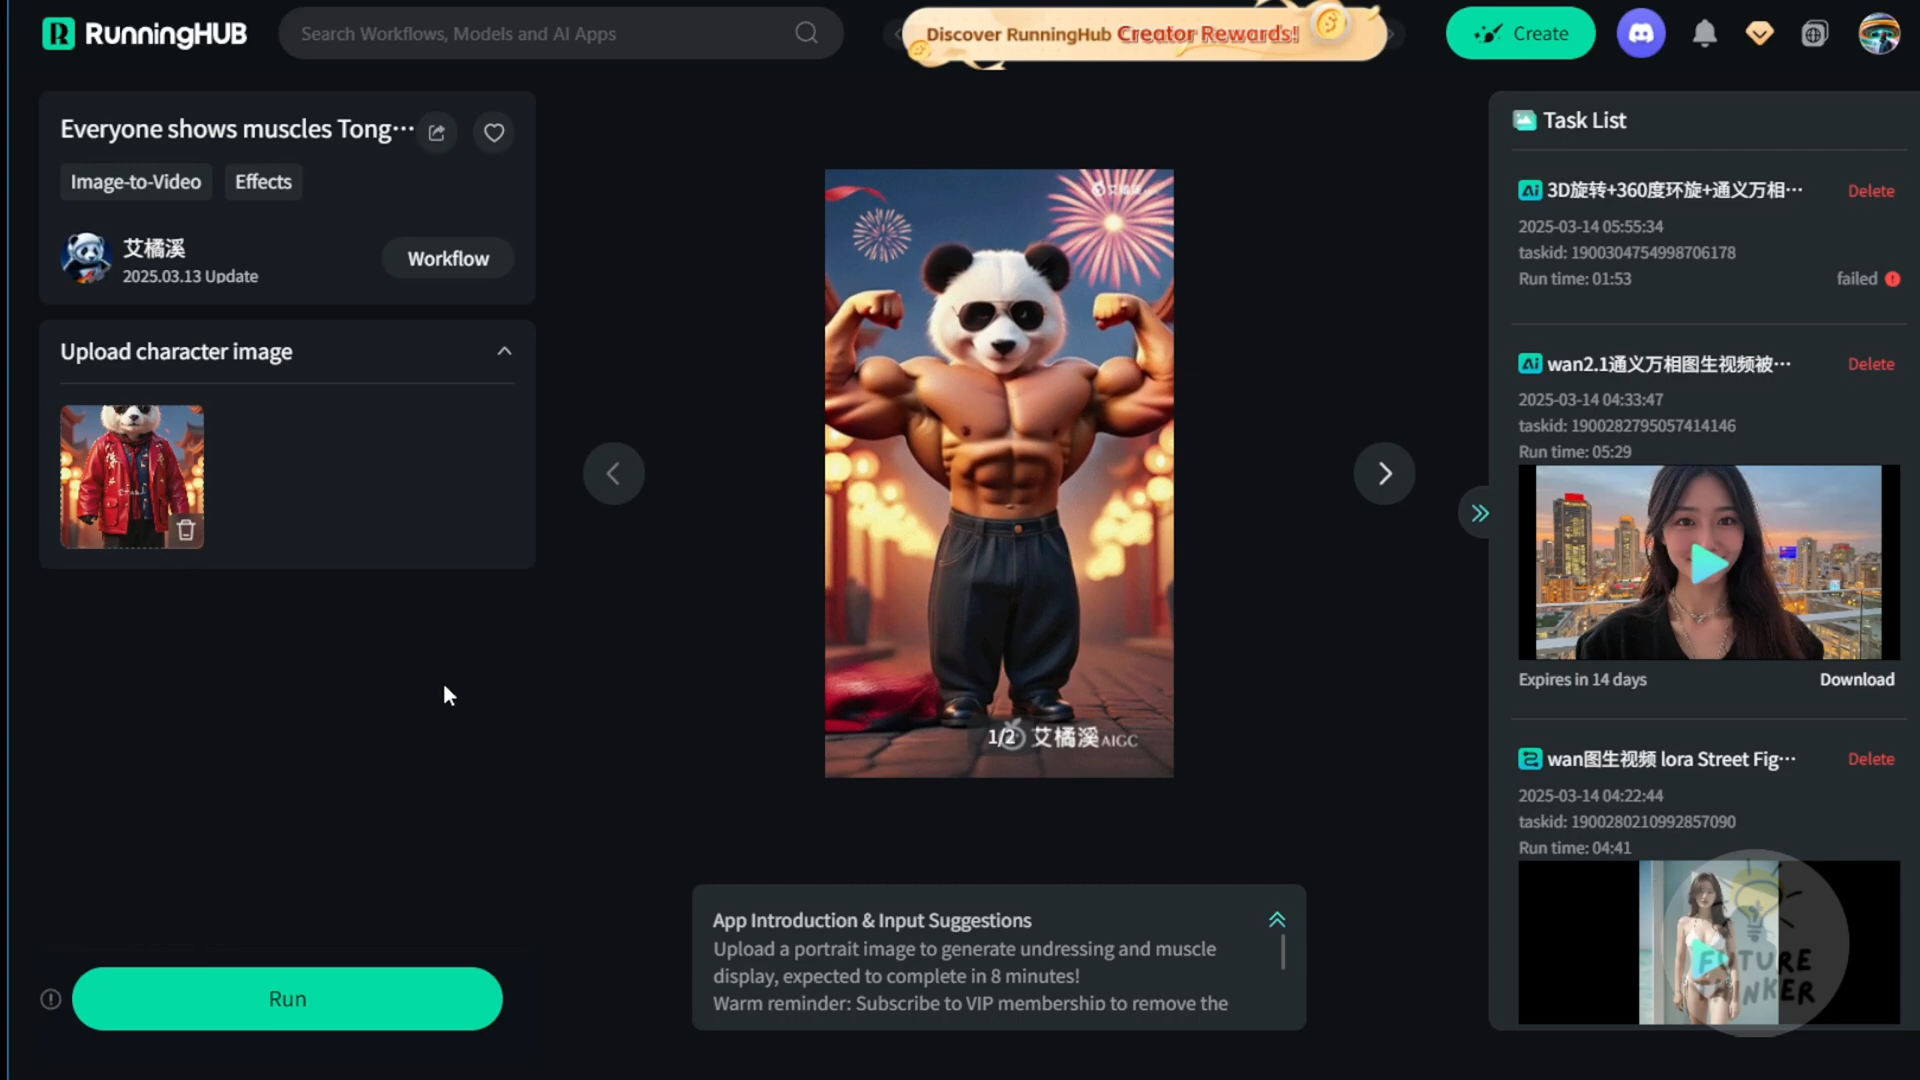 RunningHUB
Search Workflows, Models and AI Apps
Discover RunningHub Creator Rewards!
Create
Everyone shows muscles Tong···
Image-to-Video
Effects
艾橘溪
2025.03.13 Update
Workflow
Upload character image
Run
1/2
艾橘溪AIGC
App Introduction & Input Suggestions
Upload a portrait image to generate undressing and muscle
display, expected to complete in 8 minutes!
Warm reminder: Subscribe to VIP membership to remove the
Task List
3D旋转+360度环旋+通义万相···
Delete
2025-03-14 05:55:34
taskid: 1900304754998706178
Run time: 01:53
failed
wan2.1通义万相图生视频被···
Delete
2025-03-14 04:33:47
taskid: 1900282795057414146
Run time: 05:29
Expires in 14 days
Download
wan图生视频 lora Street Fig···
Delete
2025-03-14 04:22:44
taskid: 1900280210992857090
Run time: 04:41
FUTURE
THINKER